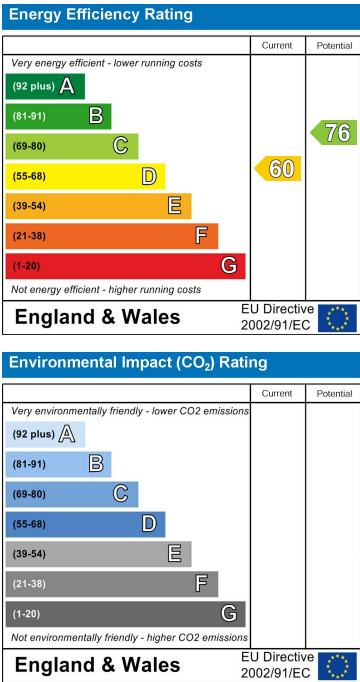 Energy Efficiency Rating
Current Potential
Very energy efficient - lower running costs
(92 plus) A
(81-91) B
(69-80) C
(55-68) D
(39-54) E
(21-38) F
(1-20) G
60
76
Not energy efficient - higher running costs
England & Wales
EU Directive
2002/91/EC
Environmental Impact (CO₂) Rating
Current Potential
Very environmentally friendly - lower CO2 emissions
(92 plus) A
(81-91) B
(69-80) C
(55-68) D
(39-54) E
(21-38) F
(1-20) G
Not environmentally friendly - higher CO2 emissions
England & Wales
EU Directive
2002/91/EC